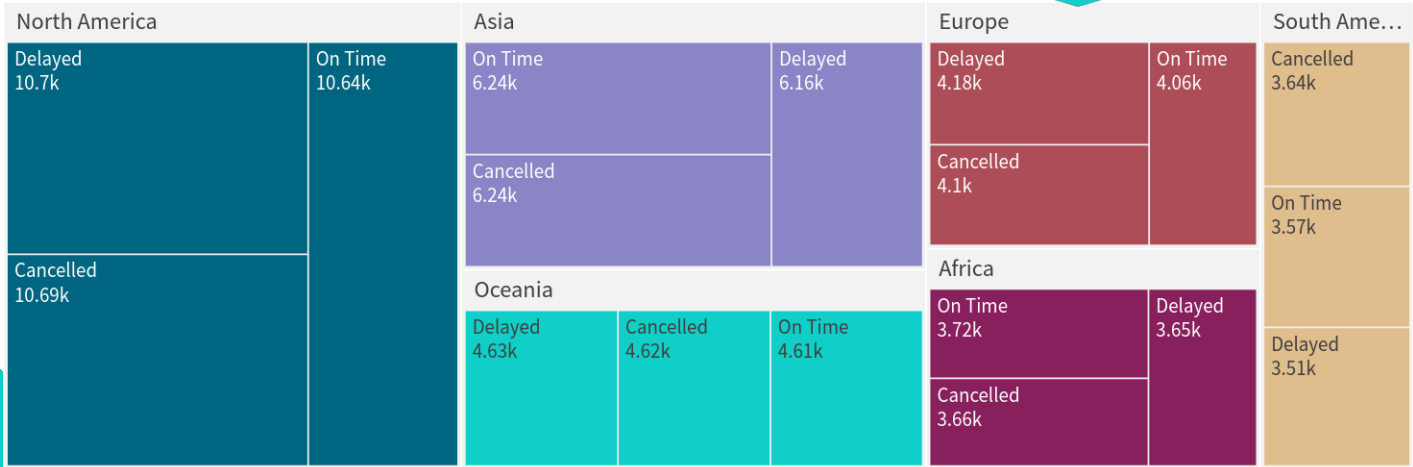 North America
Delayed
10.7k
On Time
10.64k
Cancelled
10.69k
Asia
On Time
6.24k
Delayed
6.16k
Cancelled
6.24k
Oceania
Delayed
4.63k
Cancelled
4.62k
On Time
4.61k
Europe
Delayed
4.18k
On Time
4.06k
Cancelled
4.1k
Africa
On Time
3.72k
Delayed
3.65k
Cancelled
3.66k
South Ame…
Cancelled
3.64k
On Time
3.57k
Delayed
3.51k